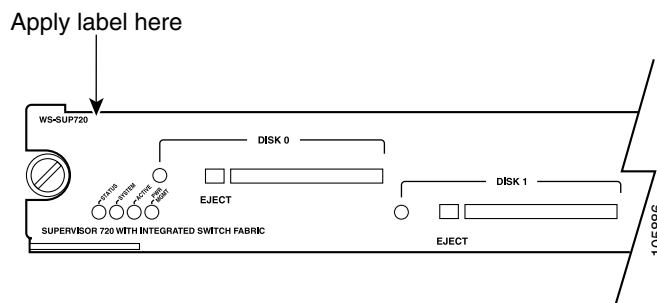 Apply label here
WS-SUP720
DISK 0
STATUS
SYSTEM
ACTIVE
PWR
MGMT
EJECT
DISK 1
EJECT
SUPERVISOR 720 WITH INTEGRATED SWITCH FABRIC
105886